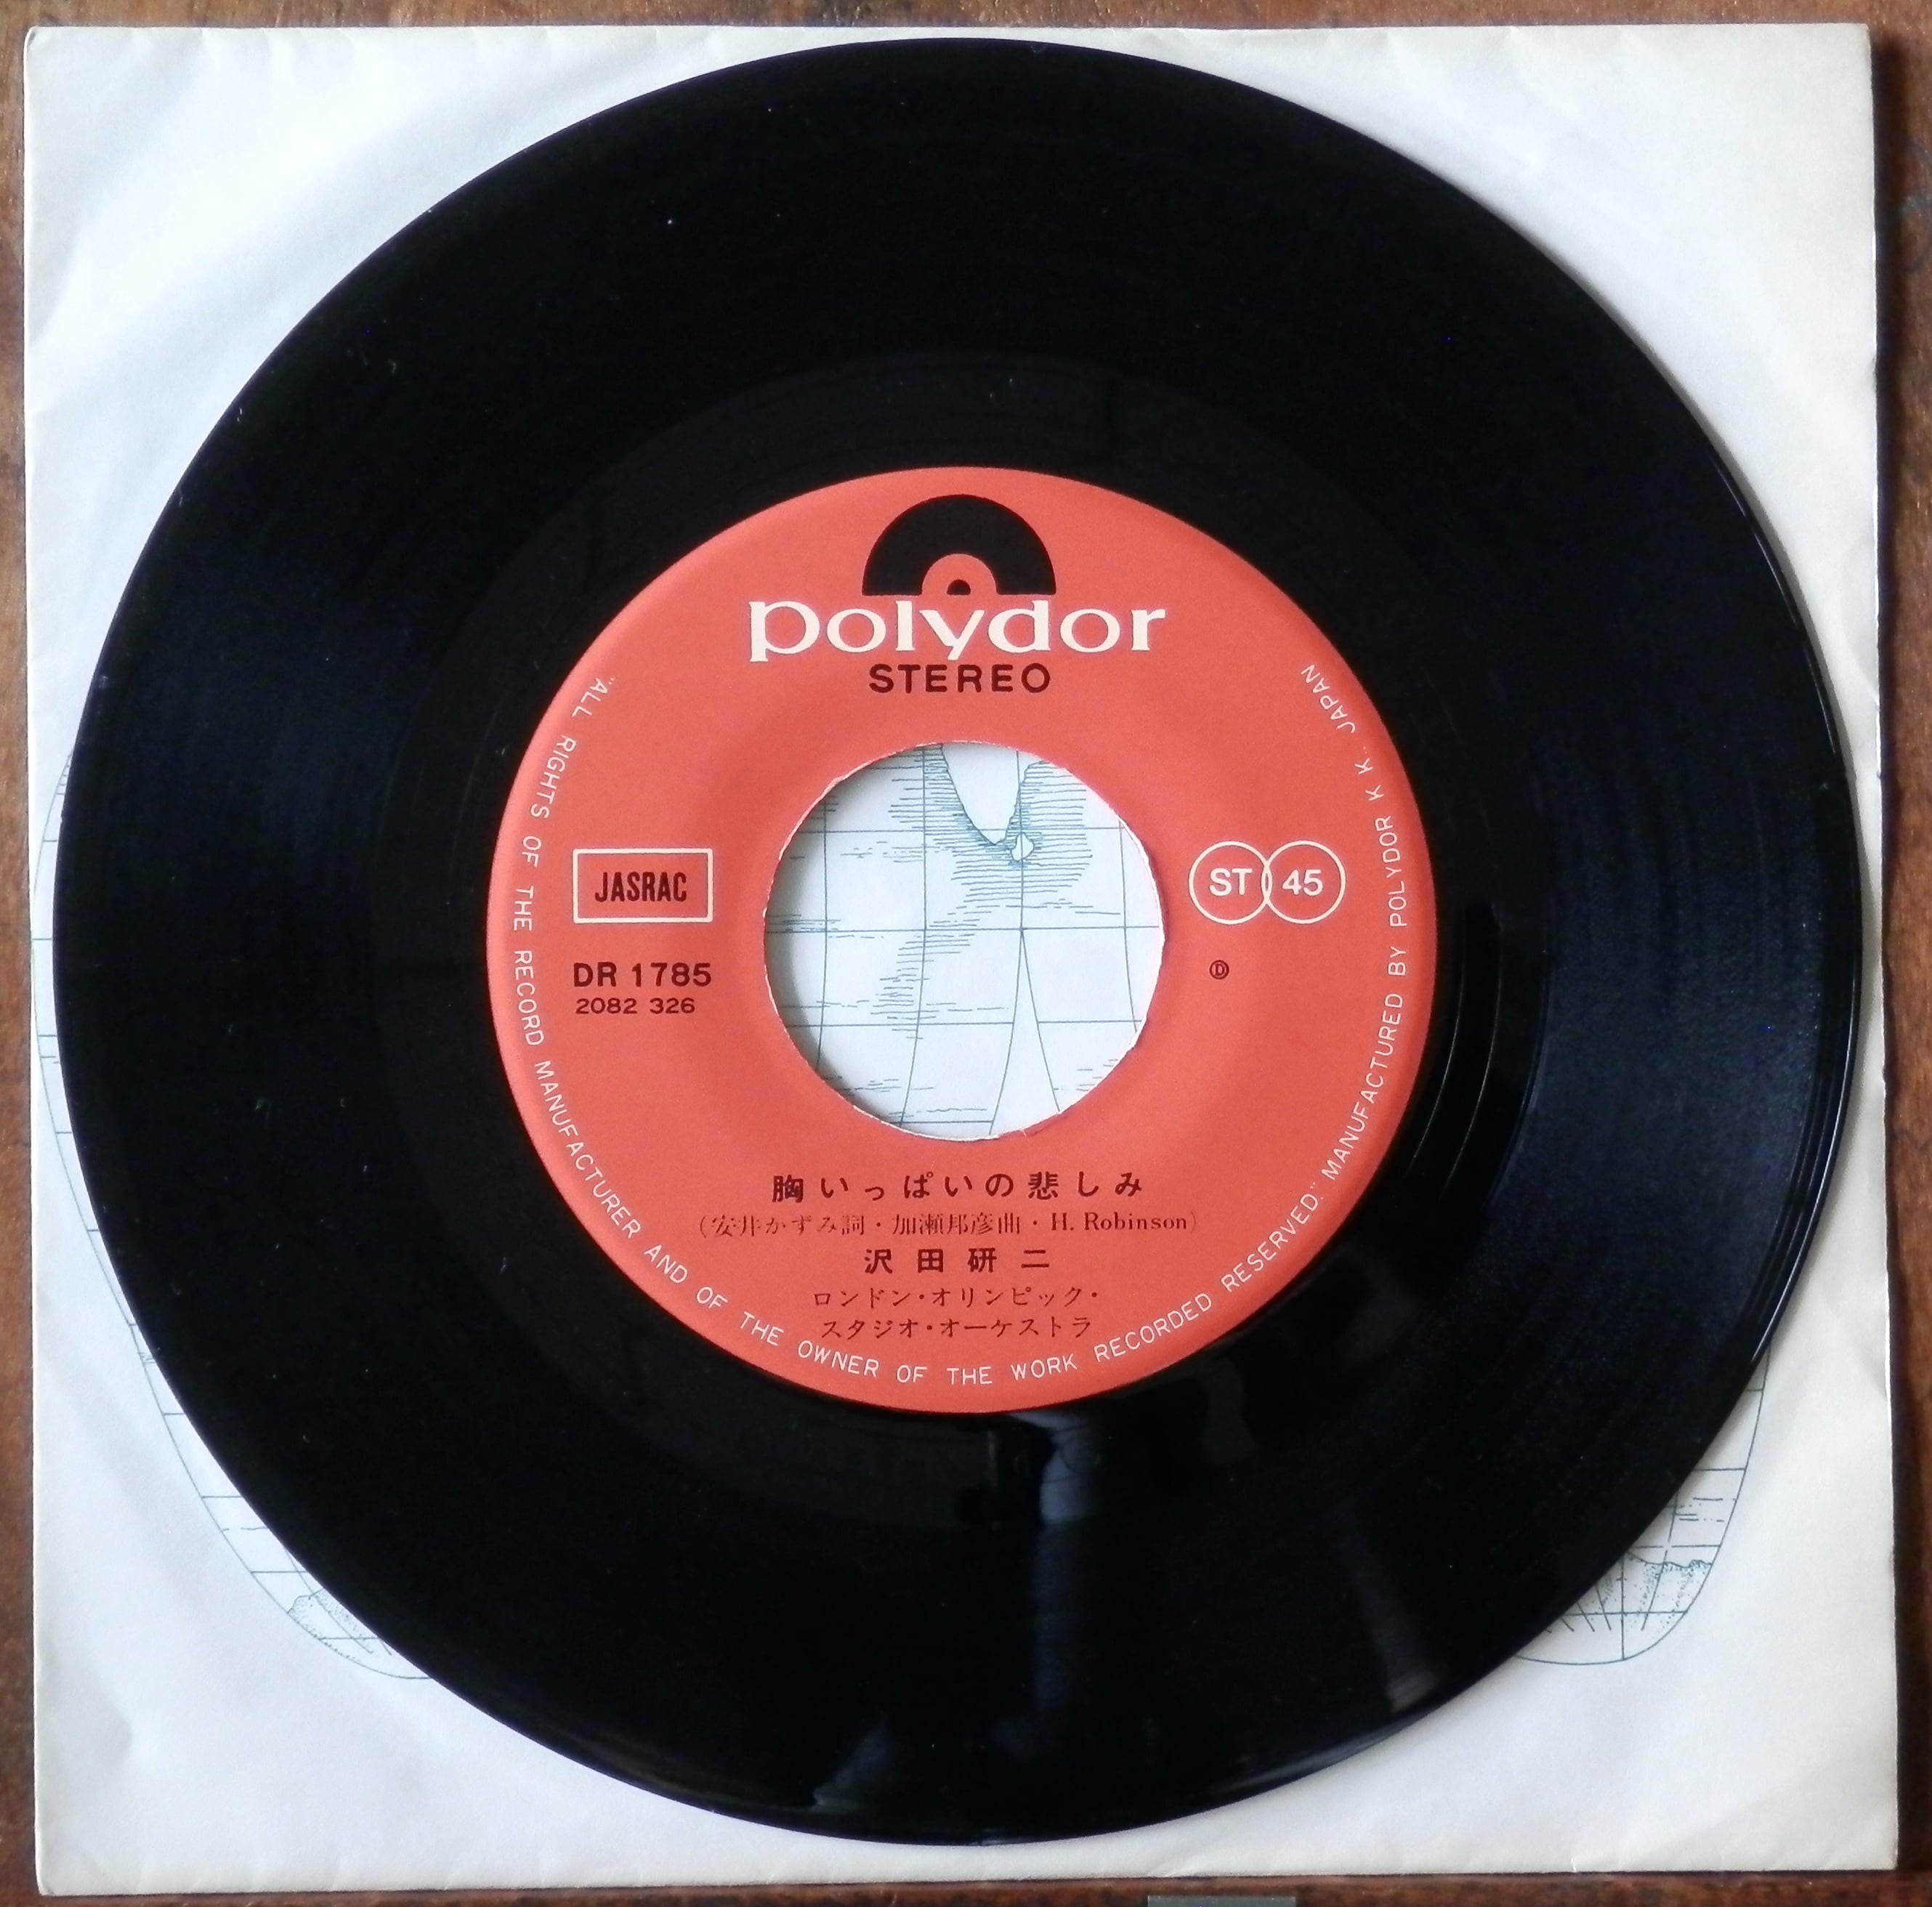 polydor
STEREO
"ALL RIGHTS OF THE RECORD MANUFACTURER AND OF THE OWNER OF THE WORK RECORDED RESERVED." MANUFACTURED BY POLYDOR K. K. JAPAN
JASRAC
ST 45
DR 1785
2082 326
Ⓓ
胸いっぱいの悲しみ
(安井かずみ詞・加瀬邦彦曲・H. Robinson)
沢田研二
ロンドン・オリンピック・
スタジオ・オーケストラ